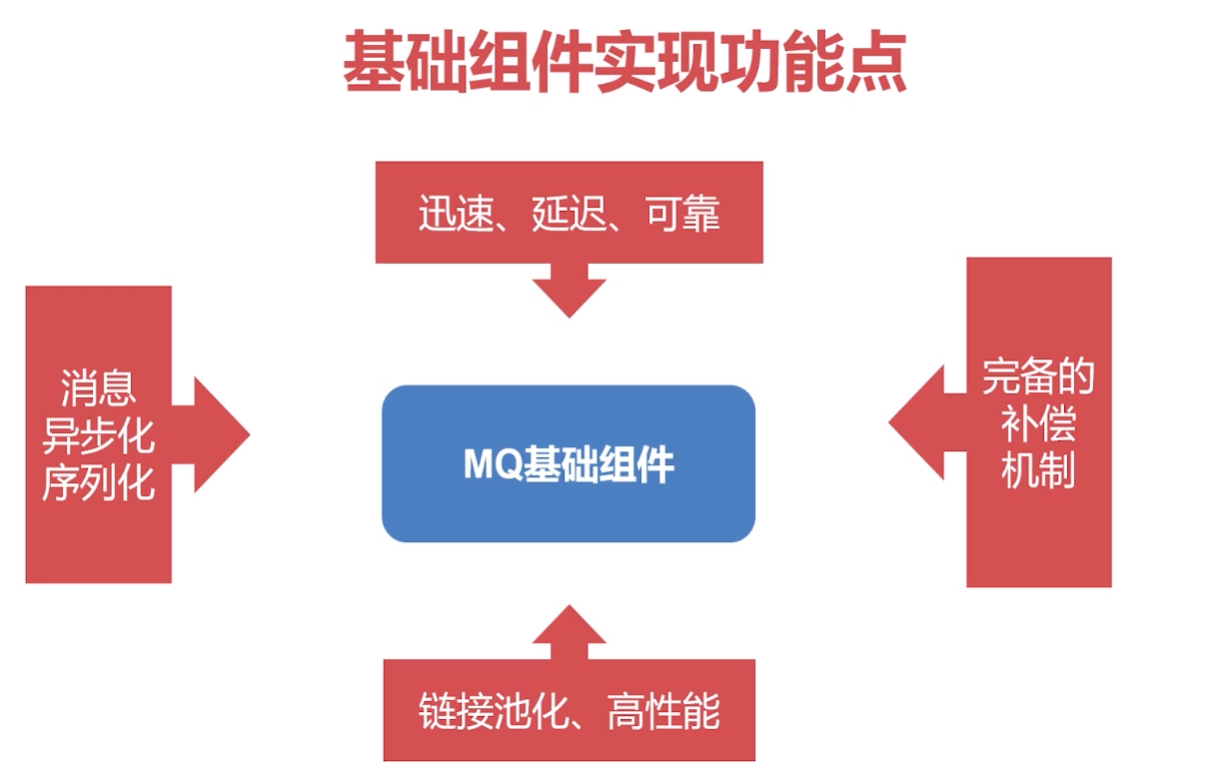 基础组件实现功能点
迅速、延迟、可靠
消息
异步化
序列化
MQ基础组件
完备的
补偿
机制
链接池化、高性能